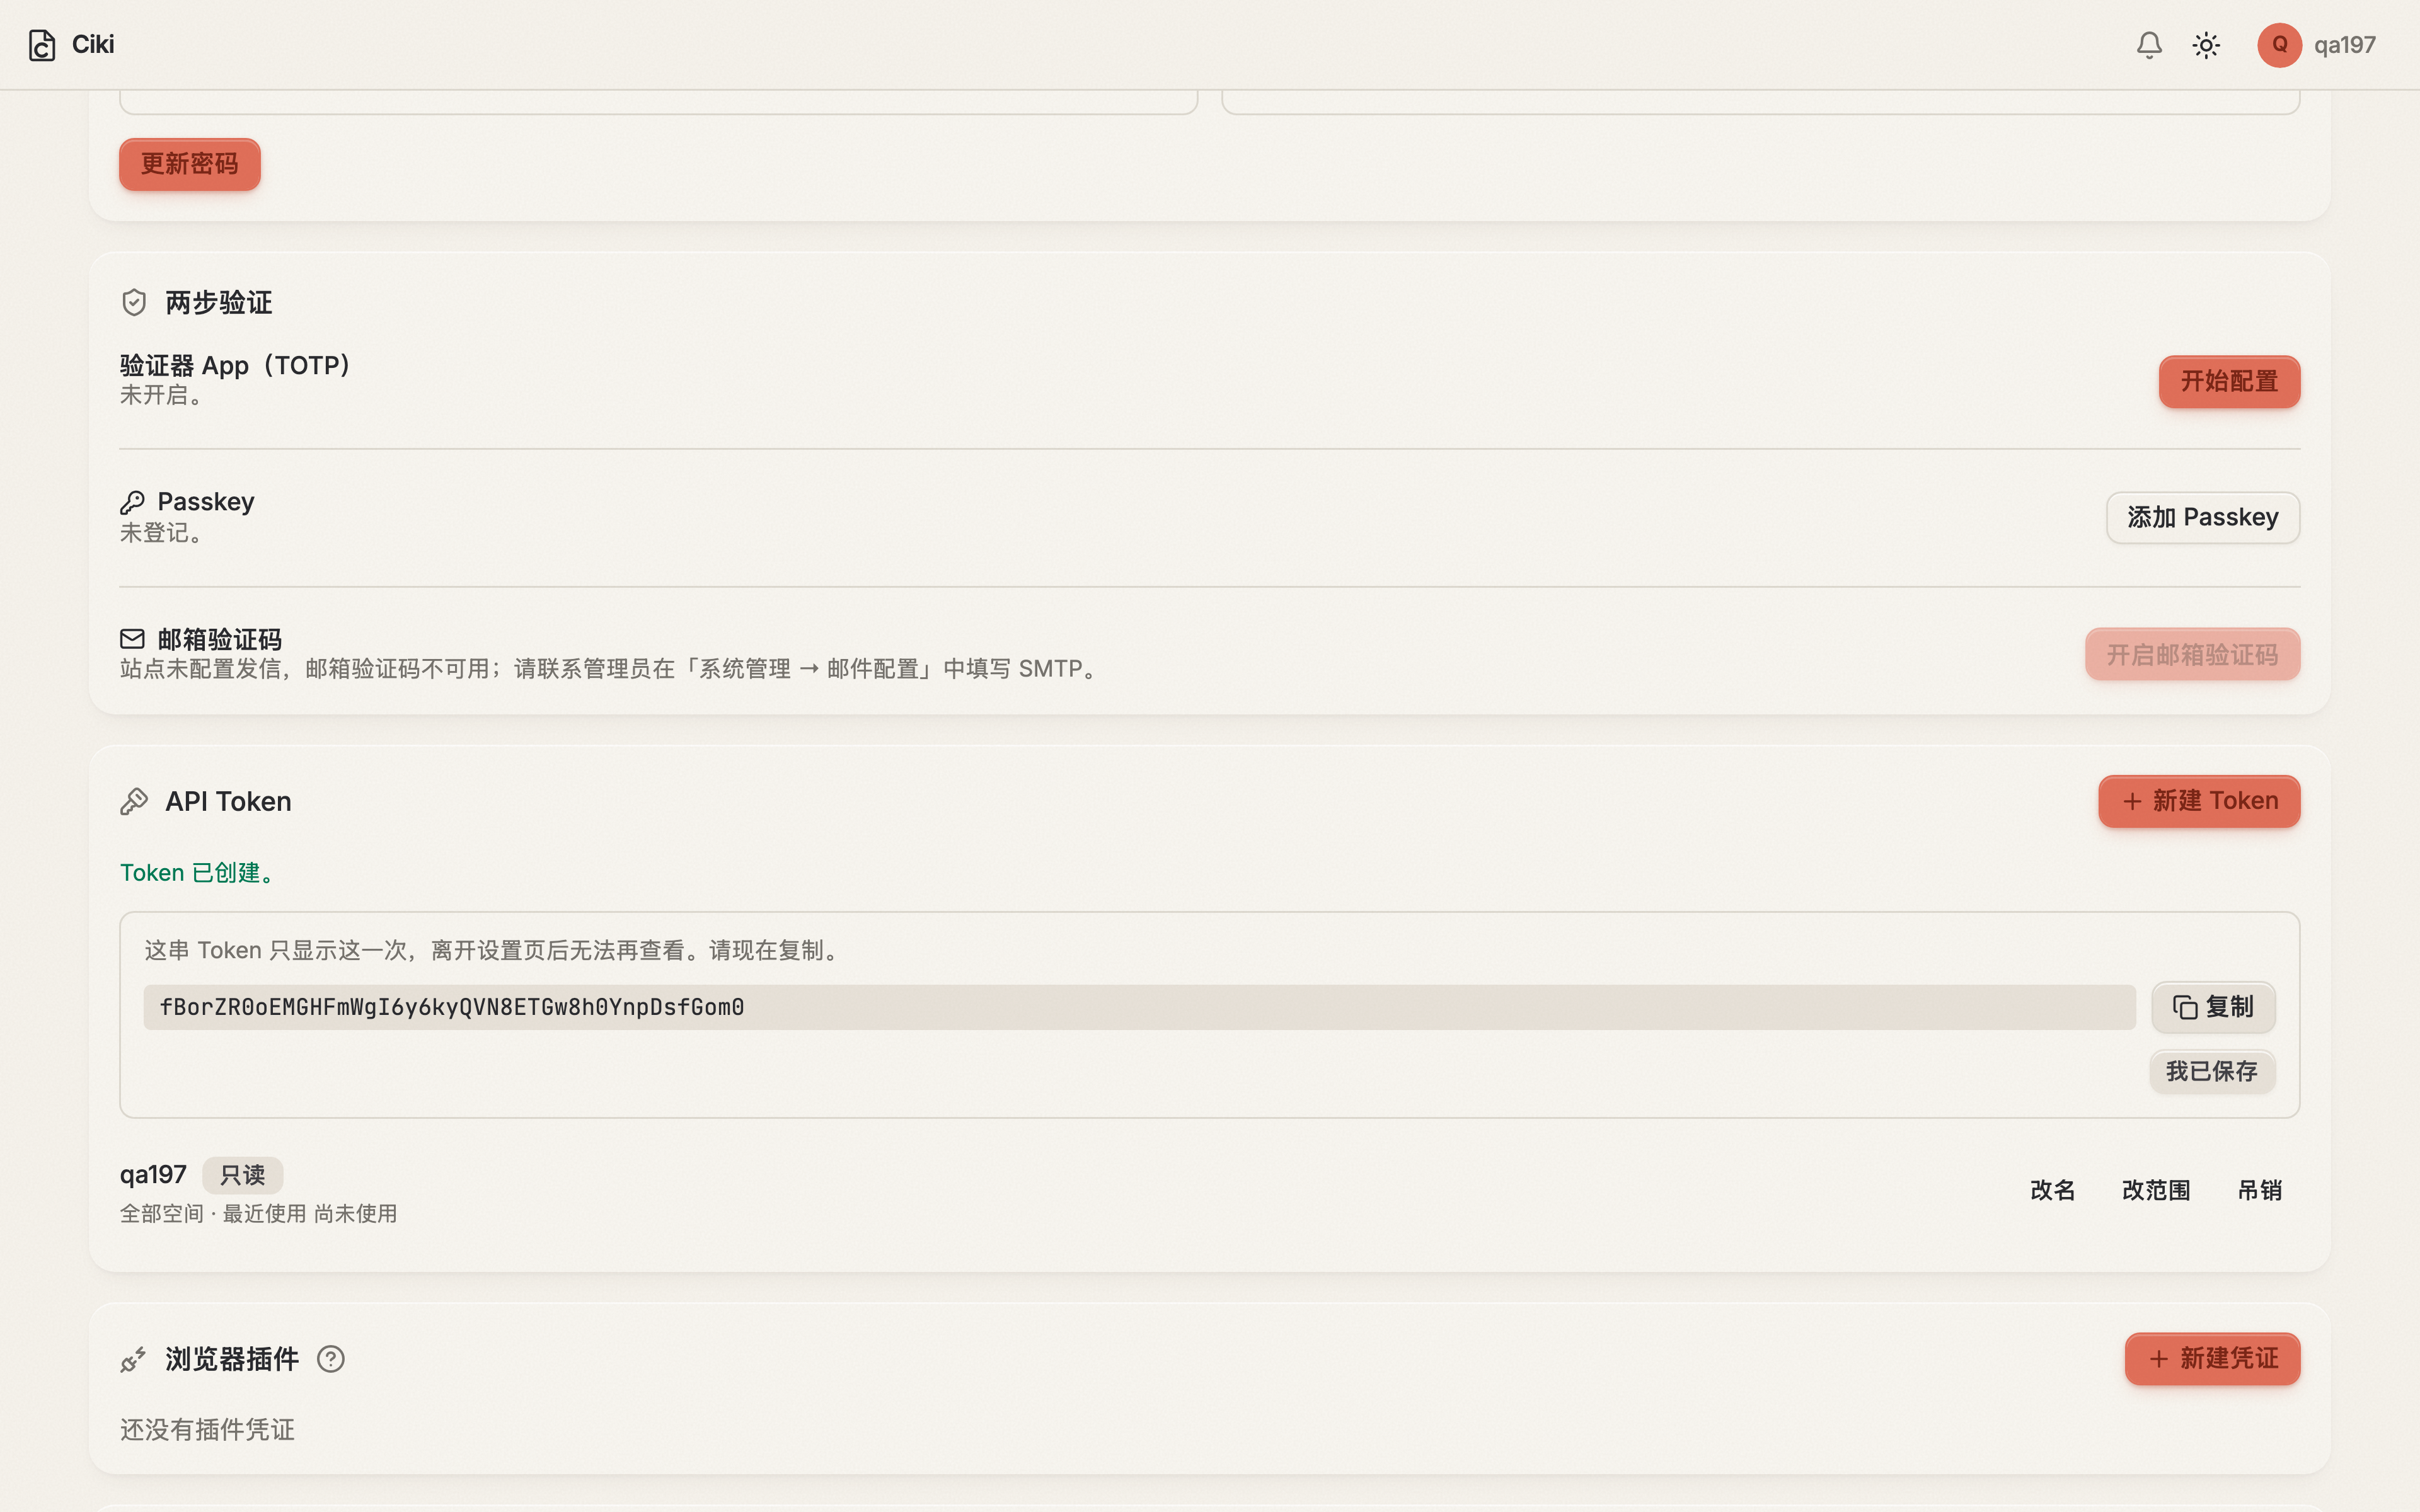 Ciki
Q qa197
更新密码
两步验证
验证器 App（TOTP）
未开启。
开始配置
Passkey
未登记。
添加 Passkey
邮箱验证码
站点未配置发信，邮箱验证码不可用；请联系管理员在「系统管理 → 邮件配置」中填写 SMTP。
开启邮箱验证码
API Token
+ 新建 Token
Token 已创建。
这串 Token 只显示这一次，离开设置页后无法再查看。请现在复制。
fBorZR0oEMGHFmWgI6y6kyQVN8ETGw8h0YnpDsfGom0
复制
我已保存
qa197 只读
全部空间 · 最近使用 尚未使用
改名 改范围 吊销
浏览器插件
+ 新建凭证
还没有插件凭证